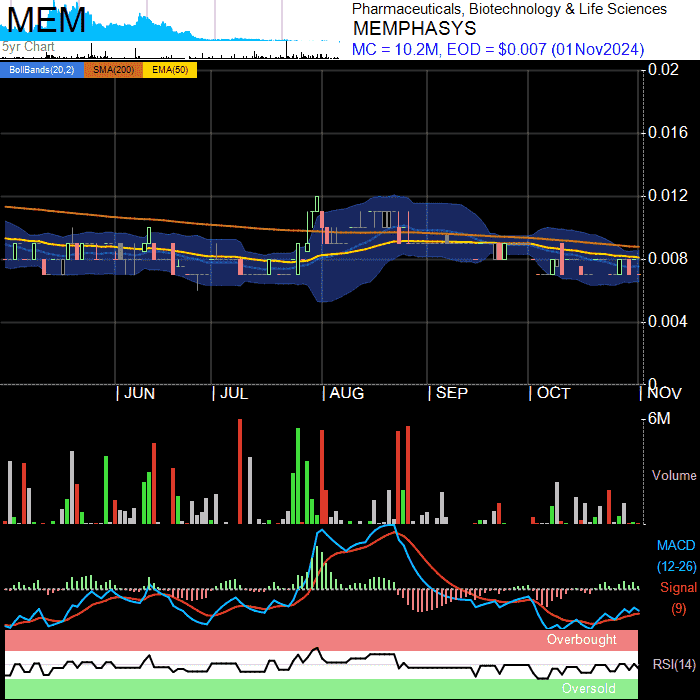 MEM
5yr Chart
Pharmaceuticals, Biotechnology & Life Sciences
MEMPHASYS
MC = 10.2M, EOD = $0.007 (01Nov2024)
BollBands(20,2) SMA(200) EMA(50)
0.02
0.016
0.012
0.008
0.004
0
JUN JUL AUG SEP OCT NOV
6M
Volume
MACD
(12-26)
Signal
(9)
Overbought
RSI(14)
Oversold